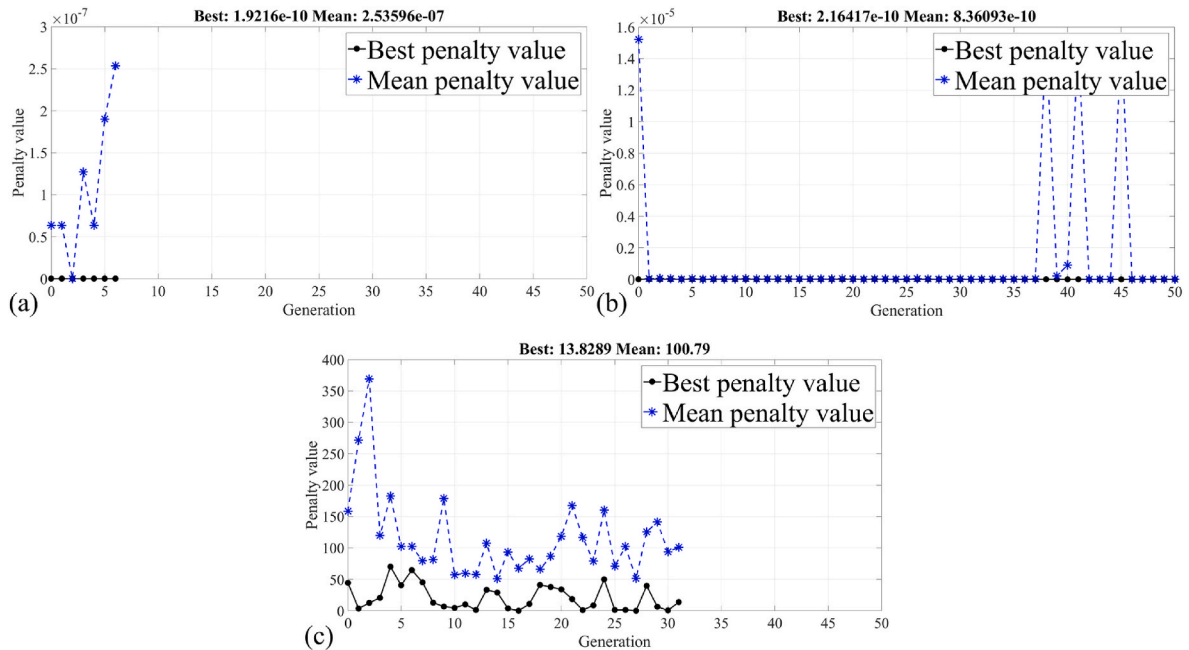 Best: 1.9216e-10 Mean: 2.53596e-07
×10⁻⁷
3
2.5
2
1.5
1
0.5
0
Penalty value
Best penalty value
Mean penalty value
0 5 10 15 20 25 30 35 40 45 50
Generation
(a)
Best: 2.16417e-10 Mean: 8.36093e-10
×10⁻⁵
1.6
1.4
1.2
1
0.8
0.6
0.4
0.2
0
Penalty value
Best penalty value
Mean penalty value
0 5 10 15 20 25 30 35 40 45 50
Generation
(b)
Best: 13.8289 Mean: 100.79
400
350
300
250
200
150
100
50
0
Penalty value
Best penalty value
Mean penalty value
0 5 10 15 20 25 30 35 40 45 50
Generation
(c)